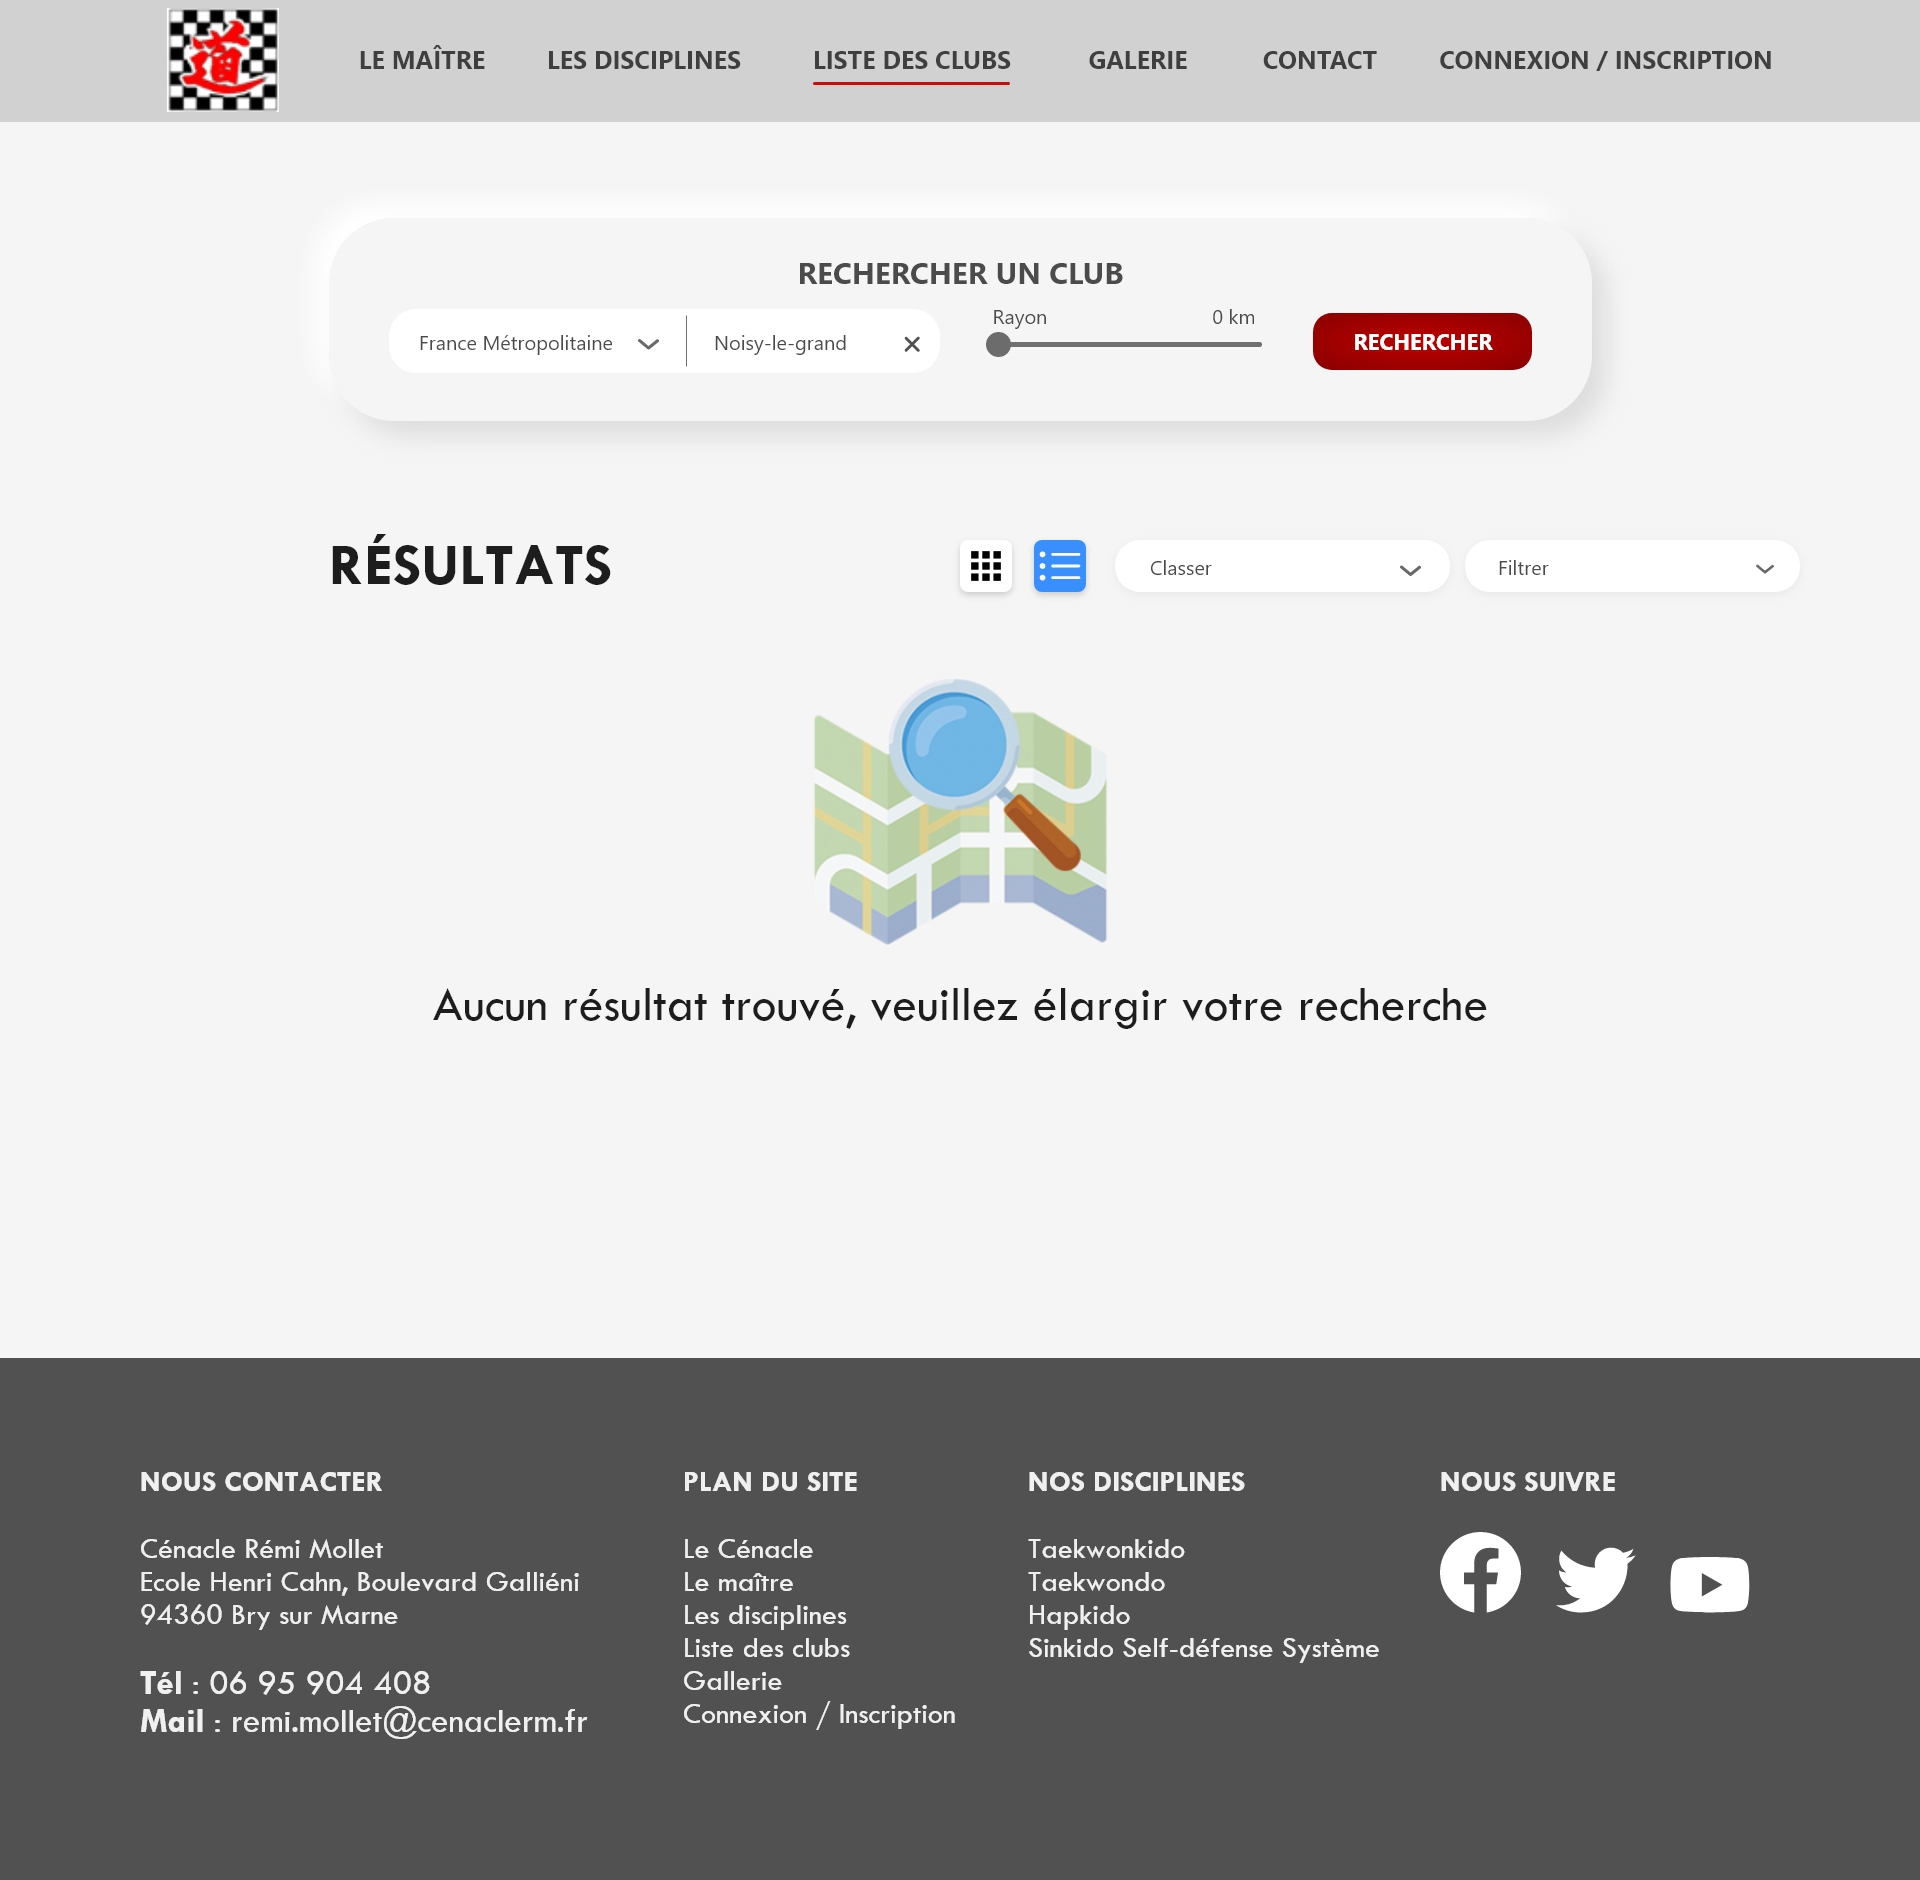 道
LE MAÎTRE
LES DISCIPLINES
LISTE DES CLUBS
GALERIE
CONTACT
CONNEXION / INSCRIPTION
RECHERCHER UN CLUB
France Métropolitaine
Noisy-le-grand
Rayon
0 km
RECHERCHER
RÉSULTATS
Classer
Filtrer
Aucun résultat trouvé, veuillez élargir votre recherche
NOUS CONTACTER
Cénacle Rémi Mollet
Ecole Henri Cahn, Boulevard Galliéni
94360 Bry sur Marne
Tél : 06 95 904 408
Mail : remi.mollet@cenaclerm.fr
PLAN DU SITE
Le Cénacle
Le maître
Les disciplines
Liste des clubs
Gallerie
Connexion / Inscription
NOS DISCIPLINES
Taekwonkido
Taekwondo
Hapkido
Sinkido Self-défense Système
NOUS SUIVRE